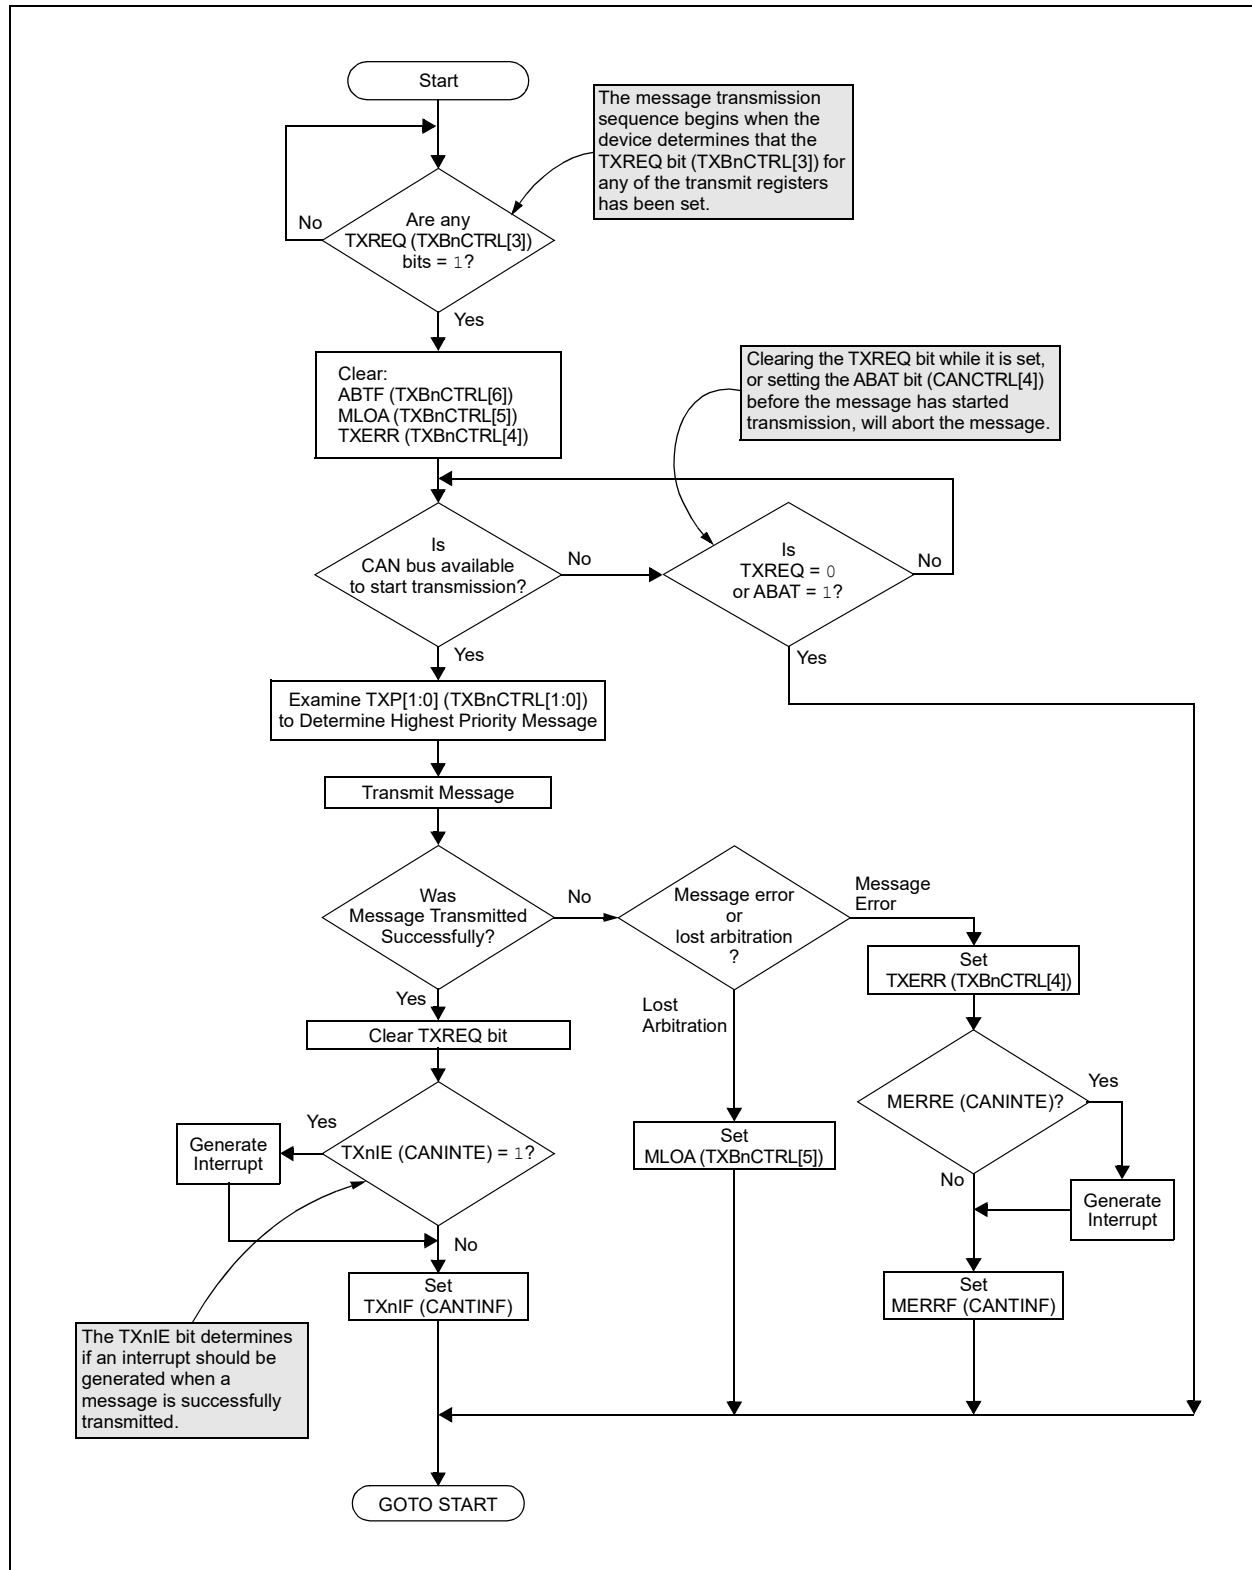 Start
The message transmission
sequence begins when the
device determines that the
TXREQ bit (TXBnCTRL[3]) for
any of the transmit registers
has been set.
No
Are any
TXREQ (TXBnCTRL[3])
bits = 1?
Yes
Clear:
ABTF (TXBnCTRL[6])
MLOA (TXBnCTRL[5])
TXERR (TXBnCTRL[4])
Clearing the TXREQ bit while it is set,
or setting the ABAT bit (CANCTRL[4])
before the message has started
transmission, will abort the message.
Is
CAN bus available
to start transmission?
No
Is
TXREQ = 0
or ABAT = 1?
No
Yes
Yes
Examine TXP[1:0] (TXBnCTRL[1:0])
to Determine Highest Priority Message
Transmit Message
Was
Message Transmitted
Successfully?
No
Message error
or
lost arbitration
?
Message
Error
Set
TXERR (TXBnCTRL[4])
Yes
Lost
Arbitration
Clear TXREQ bit
MERRE (CANINTE)?
Yes
Yes
Generate
Interrupt
TXnIE (CANINTE) = 1?
Set
MLOA (TXBnCTRL[5])
No
Generate
Interrupt
No
Set
TXnIF (CANTINF)
Set
MERRF (CANTINF)
The TXnIE bit determines
if an interrupt should be
generated when a
message is successfully
transmitted.
GOTO START